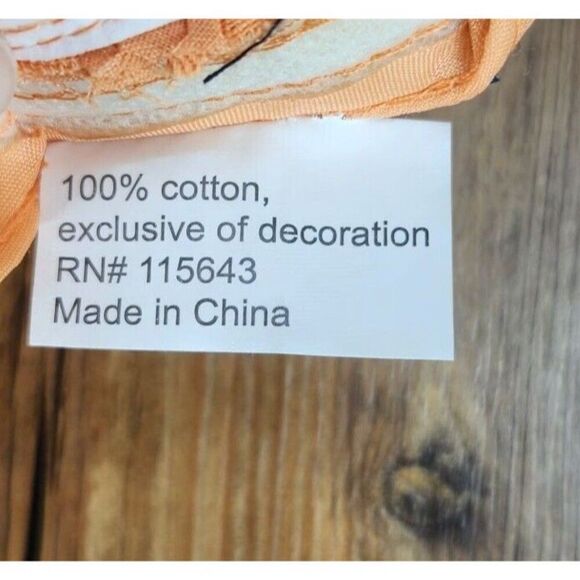 100% cotton,
exclusive of decoration
RN# 115643
Made in China